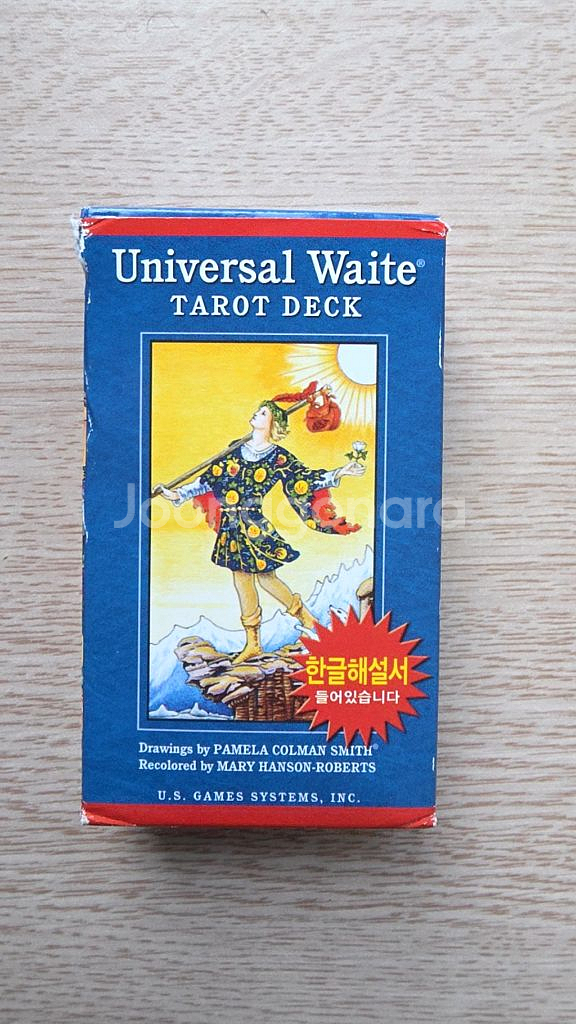 Universal Waite®
TAROT DECK
Joonggonara
한글해설서
들어있습니다
Drawings by PAMELA COLMAN SMITH®
Recolored by MARY HANSON-ROBERTS
U.S. GAMES SYSTEMS, INC.